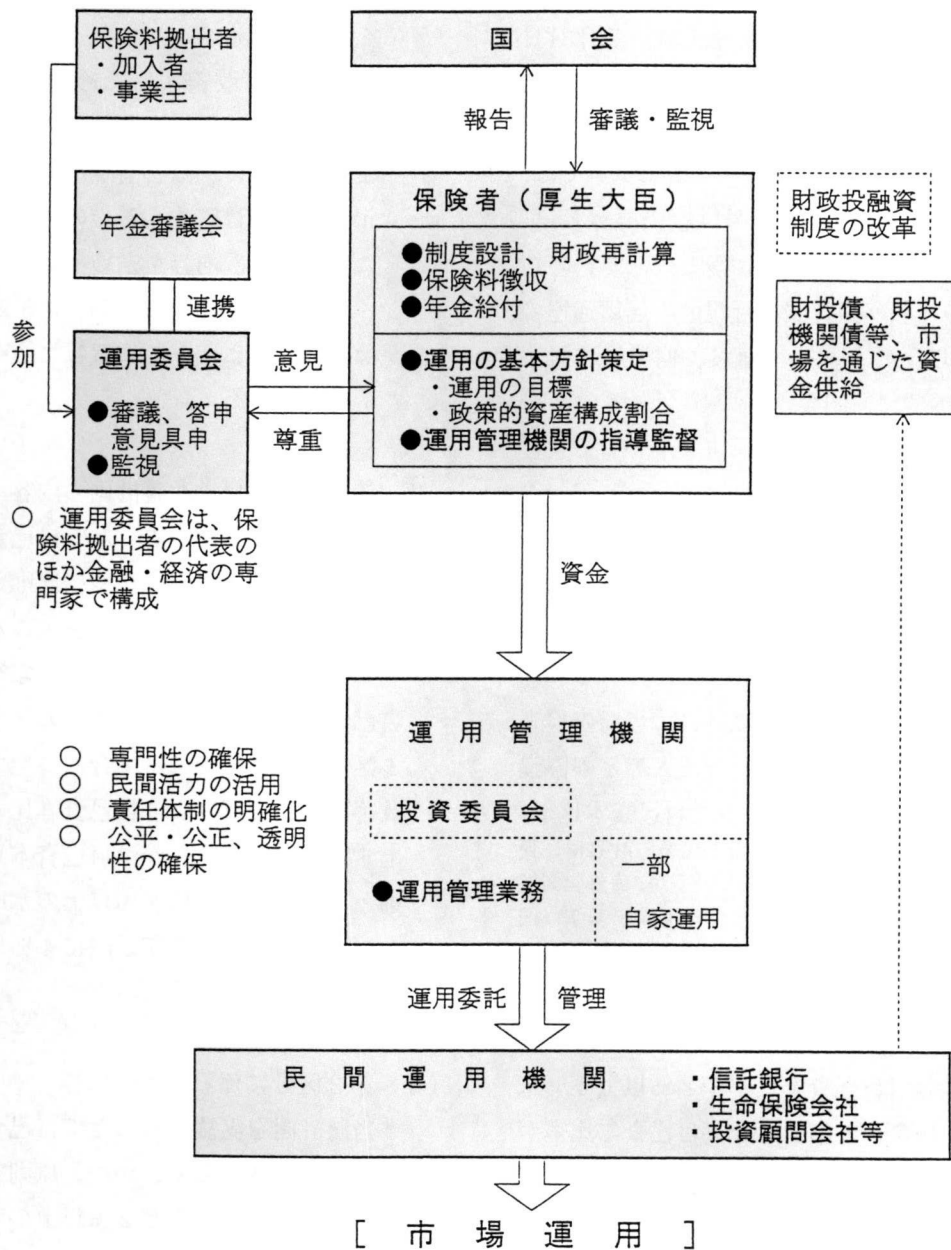 保険料拠出者
・加入者
・事業主
国会
報告
審議・監視
年金審議会
連携
参加
保険者(厚生大臣)
●制度設計、財政再計算
●保険料徴収
●年金給付
●運用の基本方針策定
・運用の目標
・政策的資産構成割合
●運用管理機関の指導監督
財政投融資
制度の改革
財投債、財投
機関債等、市
場を通じた資
金供給
運用委員会
●審議、答申
意見具申
●監視
意見
尊重
○ 運用委員会は、保
険料拠出者の代表の
ほか金融・経済の専
門家で構成
資金
運用管理機関
投資委員会
●運用管理業務
一部
自家運用
○ 専門性の確保
○ 民間活力の活用
○ 責任体制の明確化
○ 公平・公正、透明
性の確保
運用委託
管理
民間運用機関
・信託銀行
・生命保険会社
・投資顧問会社等
[市場運用]